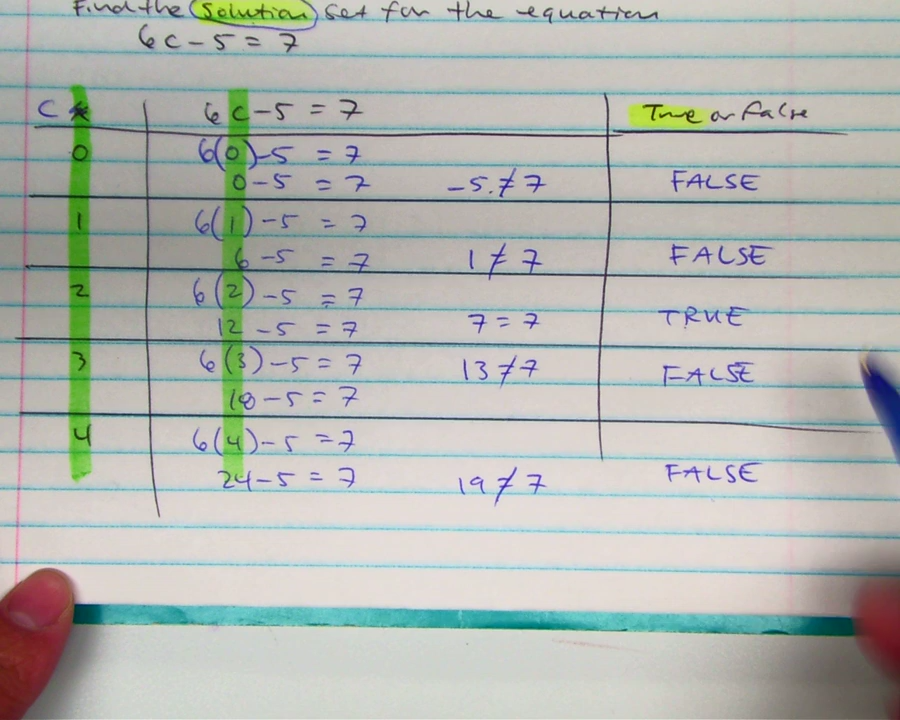 Find the solution set for the equation
6c - 5 = 7
C 6c - 5 = 7 True or False
0 6(0) - 5 = 7
0 - 5 = 7 -5 ≠ 7 FALSE
1 6(1) - 5 = 7
6 - 5 = 7 1 ≠ 7 FALSE
2 6(2) - 5 = 7
12 - 5 = 7 7 = 7 TRUE
3 6(3) - 5 = 7 13 ≠ 7 FALSE
18 - 5 = 7
4 6(4) - 5 = 7
24 - 5 = 7 19 ≠ 7 FALSE